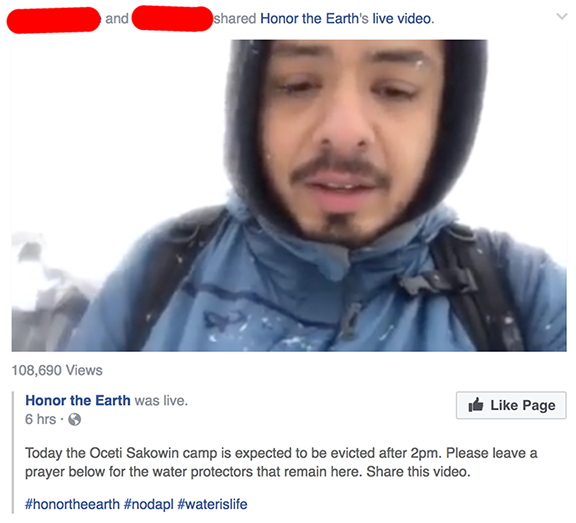 and shared Honor the Earth's live video.
108,690 Views
Honor the Earth was live.
6 hrs ·
Like Page
Today the Oceti Sakowin camp is expected to be evicted after 2pm. Please leave a
prayer below for the water protectors that remain here. Share this video.
#honortheearth #nodapl #waterislife